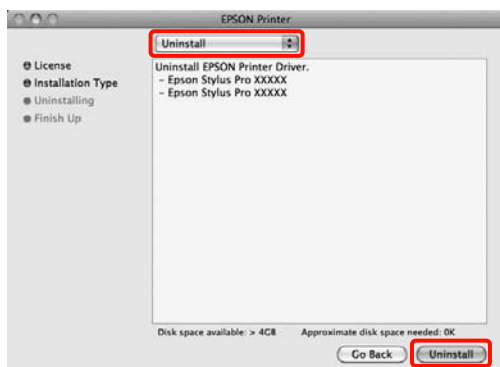 EPSON Printer
Uninstall
License
Installation Type
Uninstalling
Finish Up
Uninstall EPSON Printer Driver.
– Epson Stylus Pro XXXXX
– Epson Stylus Pro XXXXX
Disk space available: > 4GB Approximate disk space needed: 0K
Go Back Uninstall